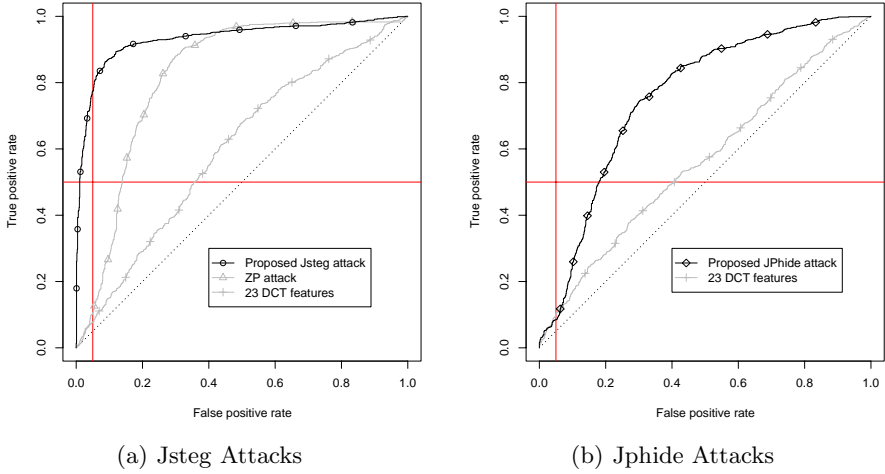 1.0
0.8
0.6
0.4
0.2
0.0
True positive rate
Proposed Jsteg attack
ZP attack
23 DCT features
0.0 0.2 0.4 0.6 0.8 1.0
False positive rate
(a) Jsteg Attacks
1.0
0.8
0.6
0.4
0.2
0.0
True positive rate
Proposed JPhide attack
23 DCT features
0.0 0.2 0.4 0.6 0.8 1.0
False positive rate
(b) Jphide Attacks